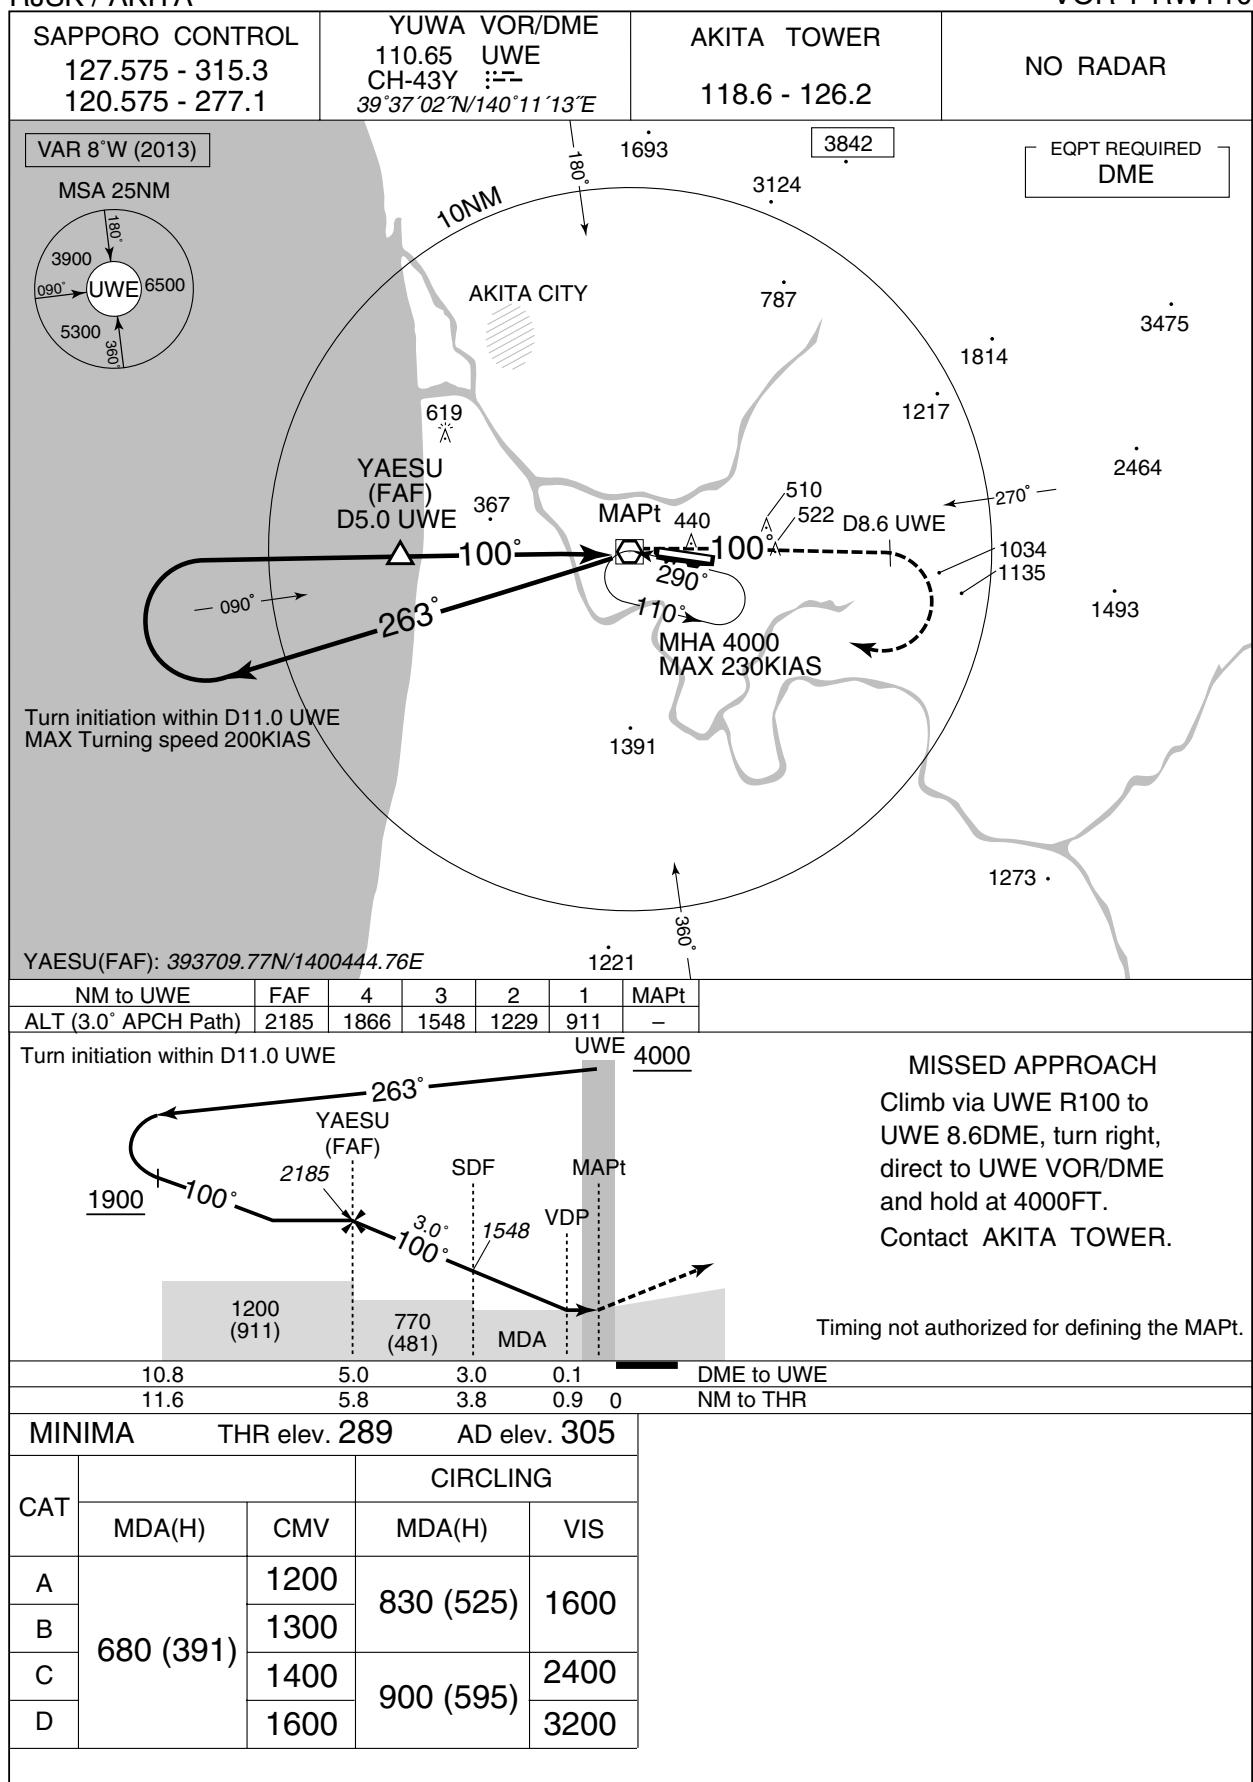 SAPPORO CONTROL
127.575 - 315.3
120.575 - 277.1
YUWA VOR/DME
110.65 UWE
CH-43Y
39°37´02˝N/140°11´13˝E
AKITA TOWER
118.6 - 126.2
NO RADAR
VAR 8°W (2013)
MSA 25NM
180°
3900
090°
UWE
6500
5300
360°
EQPT REQUIRED
DME
180°
1693
3842
3124
10NM
AKITA CITY
787
3475
1814
1217
619
2464
YAESU
(FAF)
D5.0 UWE
367
MAPt
440
510
522
D8.6 UWE
270°
100°
100°
1034
1135
290°
090°
263°
110°
1493
MHA 4000
MAX 230KIAS
Turn initiation within D11.0 UWE
MAX Turning speed 200KIAS
1391
1273
360°
YAESU(FAF): 393709.77N/1400444.76E
1221
NM to UWE FAF 4 3 2 1 MAPt
ALT (3.0° APCH Path) 2185 1866 1548 1229 911 –
Turn initiation within D11.0 UWE
UWE
4000
263°
YAESU
(FAF)
2185
SDF
MAPt
1900
100°
VDP
3.0°
100°
1548
1200
(911)
770
(481)
MDA
MISSED APPROACH
Climb via UWE R100 to
UWE 8.6DME, turn right,
direct to UWE VOR/DME
and hold at 4000FT.
Contact AKITA TOWER.
Timing not authorized for defining the MAPt.
10.8 5.0 3.0 0.1 DME to UWE
11.6 5.8 3.8 0.9 0 NM to THR
MINIMA THR elev. 289 AD elev. 305
CAT
CIRCLING
MDA(H) CMV MDA(H) VIS
A
B
C
D
680 (391)
1200
1300
1400
1600
830 (525)
900 (595)
1600
2400
3200